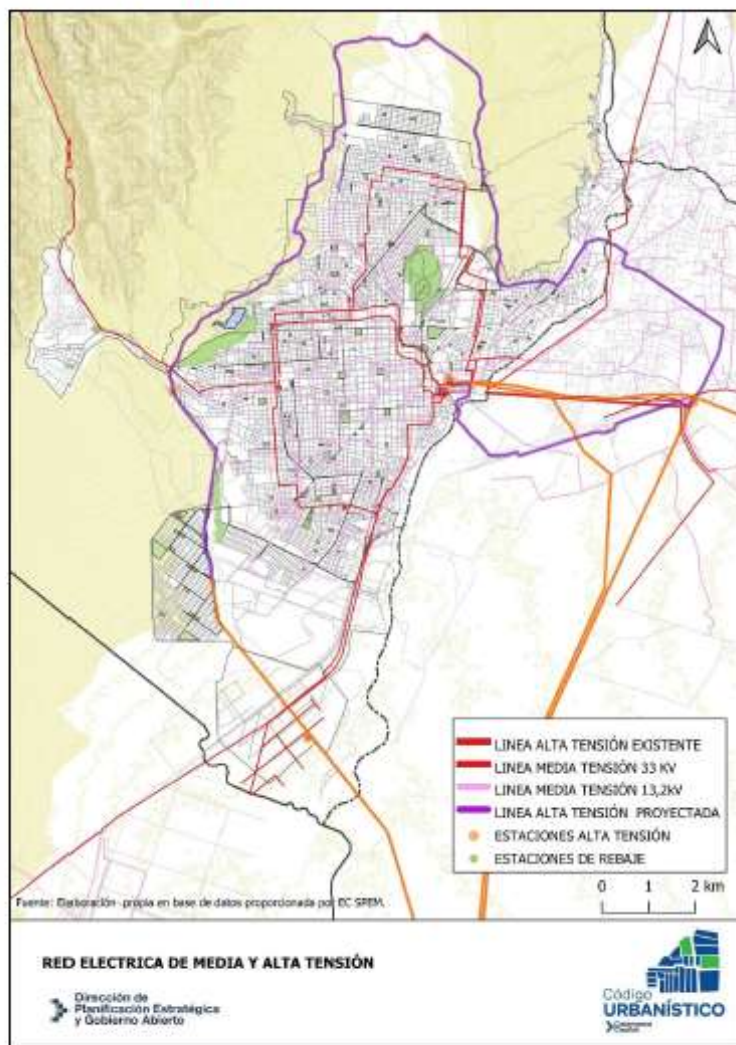 LINEA ALTA TENSIÓN EXISTENTE
LINEA MEDIA TENSIÓN 33 KV
LINEA MEDIA TENSIÓN 13,2kV
LINEA ALTA TENSIÓN PROYECTADA
ESTACIONES ALTA TENSIÓN
ESTACIONES DE REBAJE
0 1 2 km
Fuente: Elaboración propia en base de datos proporcionada por EC SPEM.
RED ELECTRICA DE MEDIA Y ALTA TENSIÓN
Dirección de
Planificación Estratégica
y Gobierno Abierto
Código
URBANÍSTICO